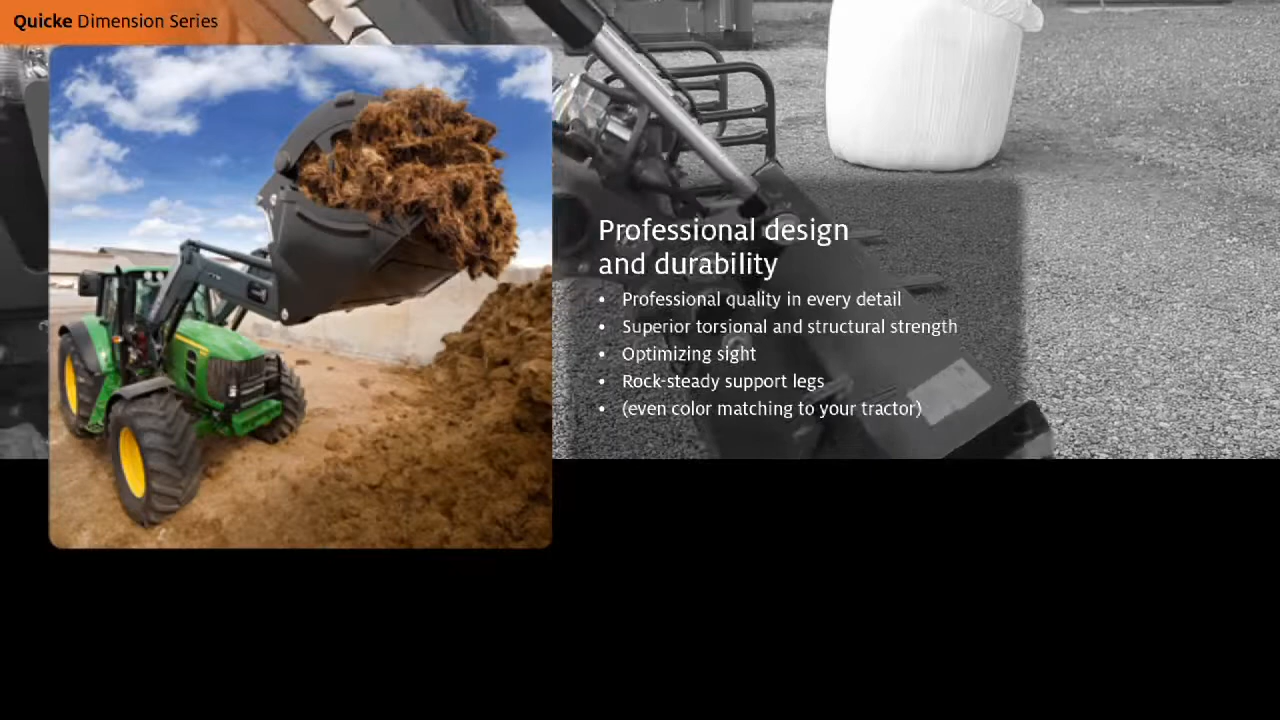 Quicke Dimension Series
Professional design
and durability
• Professional quality in every detail
• Superior torsional and structural strength
• Optimizing sight
• Rock-steady support legs
• (even color matching to your tractor)